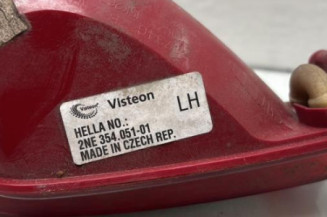 Visteon LH
HELLA NO.:
2NE 354.051-01
MADE IN CZECH REP.